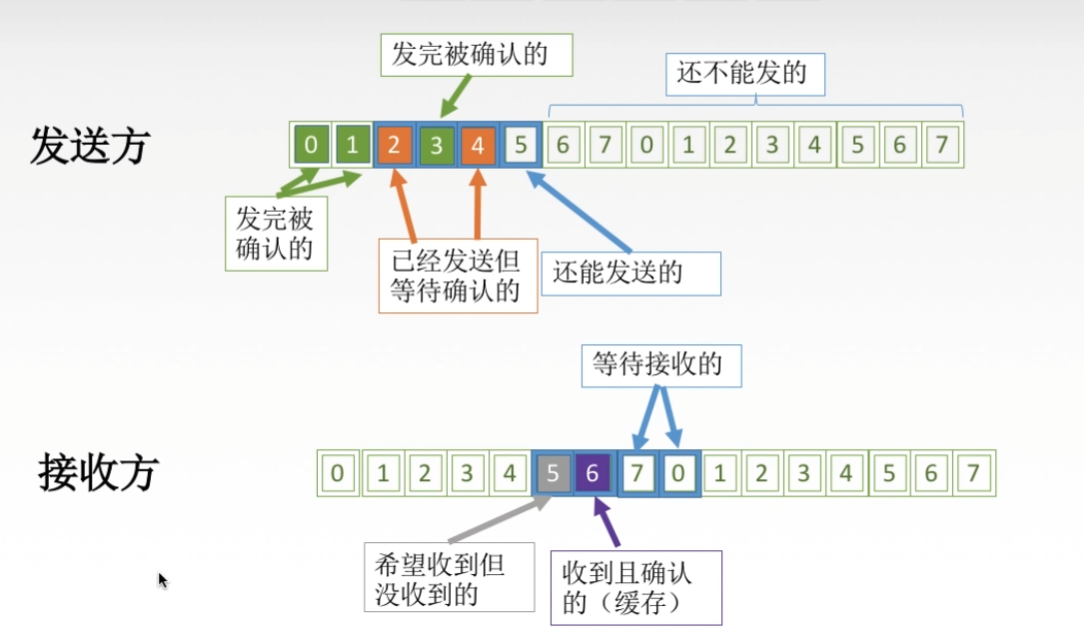 发完被确认的
还不能发的
发送方
0 1 2 3 4 5 6 7 0 1 2 3 4 5 6 7
发完被
确认的
已经发送但
等待确认的
还能发送的
等待接收的
接收方
0 1 2 3 4 5 6 7 0 1 2 3 4 5 6 7
希望收到但
没收到的
收到且确认
的（缓存）